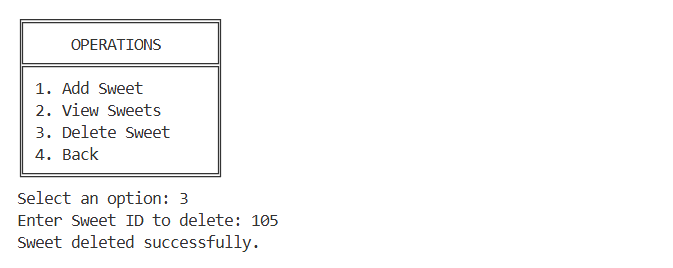 OPERATIONS
1. Add Sweet
2. View Sweets
3. Delete Sweet
4. Back
Select an option: 3
Enter Sweet ID to delete: 105
Sweet deleted successfully.